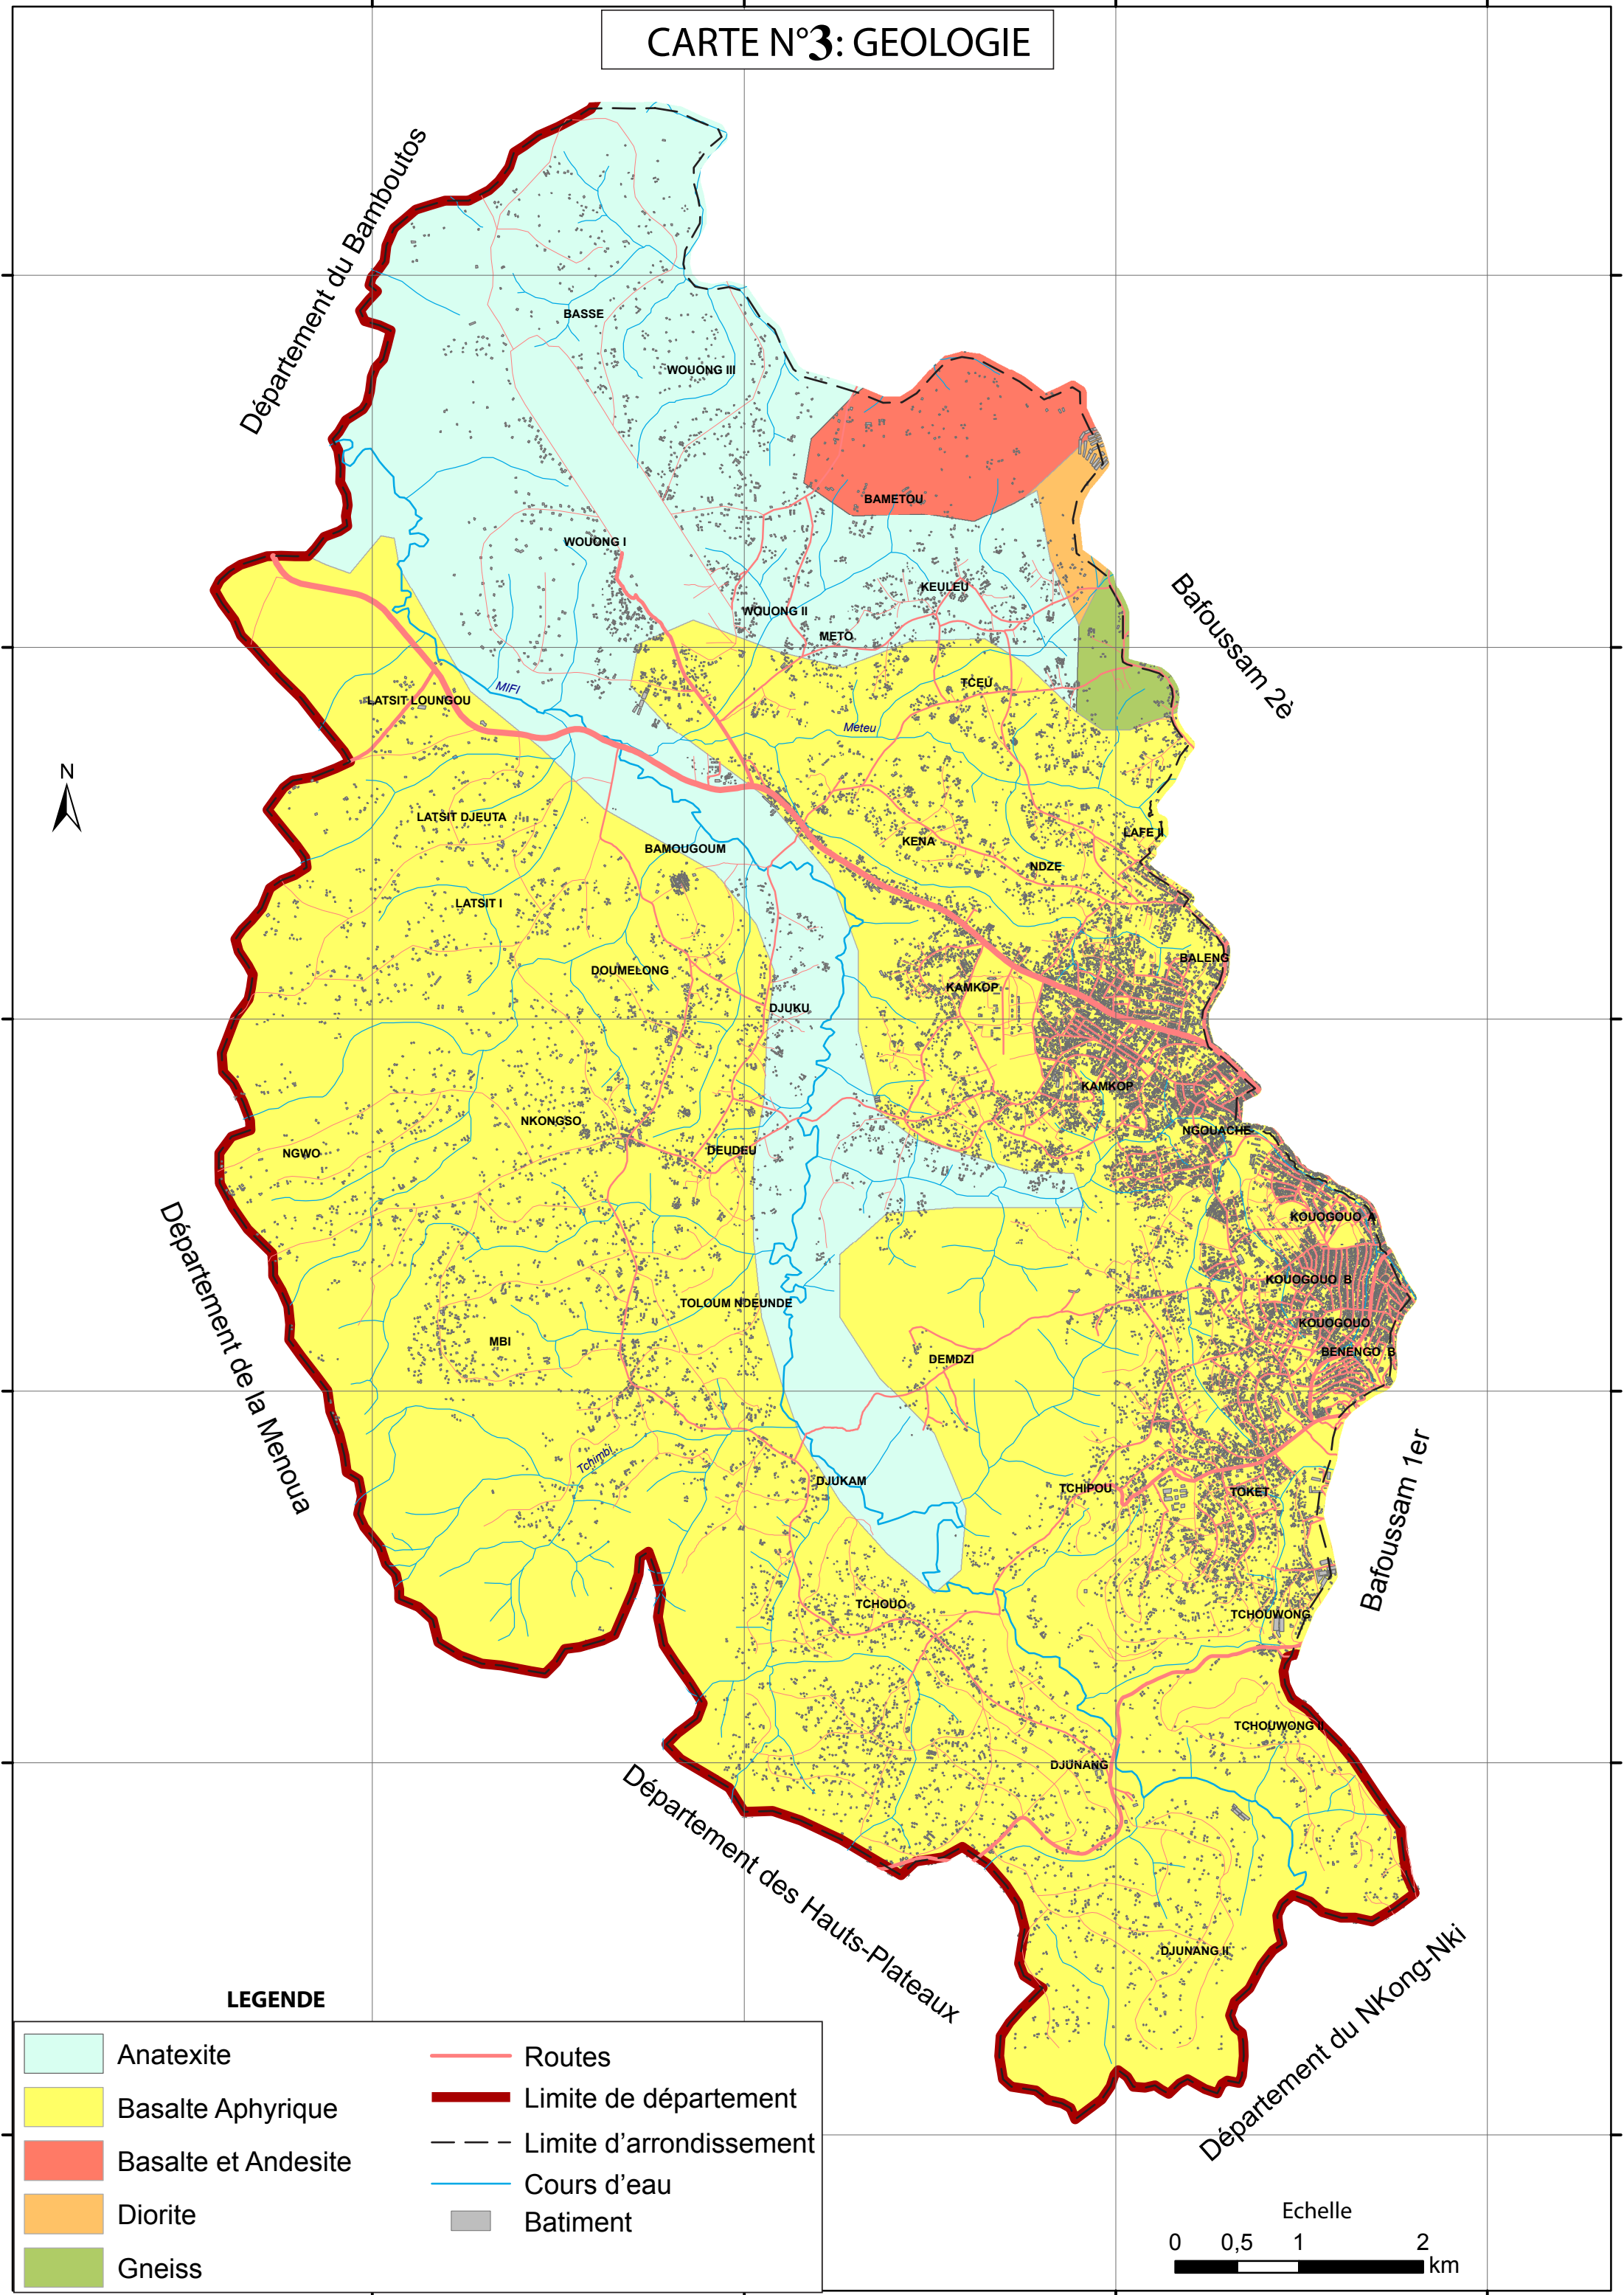 CARTE N°3: GEOLOGIE
Département du Bamboutos
BASSE
WOUONG III
BAMETOU
WOUONG I
KEULEU
WOUONG II
METO
Bafoussam 2è
TCEU
MIFI
LATSIT LOUNGOU
Meteu
N
LATSIT DJEUTA
LAFE II
KENA
BAMOUGOUM
NDZE
LATSIT I
BALENG
DOUMELONG
KAMKOP
DJUKU
KAMKOP
NKONGSO
NGOUACHE
DEUDEU
NGWO
Département de la Menoua
KOUOGOUO A
KOUOGOUO B
TOLOUM NDEUNDE
KOUOGOUO
MBI
BENENGO B
DEMDZI
Tchimbi
DJUKAM
TCHIPOU
TOKET
Bafoussam 1er
TCHOUO
TCHOUWONG
TCHOUWONG II
DJUNANG
Département des Hauts-Plateaux
DJUNANG II
Département du NKong-Nki
LEGENDE
Anatexite
Basalte Aphyrique
Basalte et Andesite
Diorite
Gneiss
Routes
Limite de département
Limite d'arrondissement
Cours d'eau
Batiment
Echelle
0 0,5 1 2
km